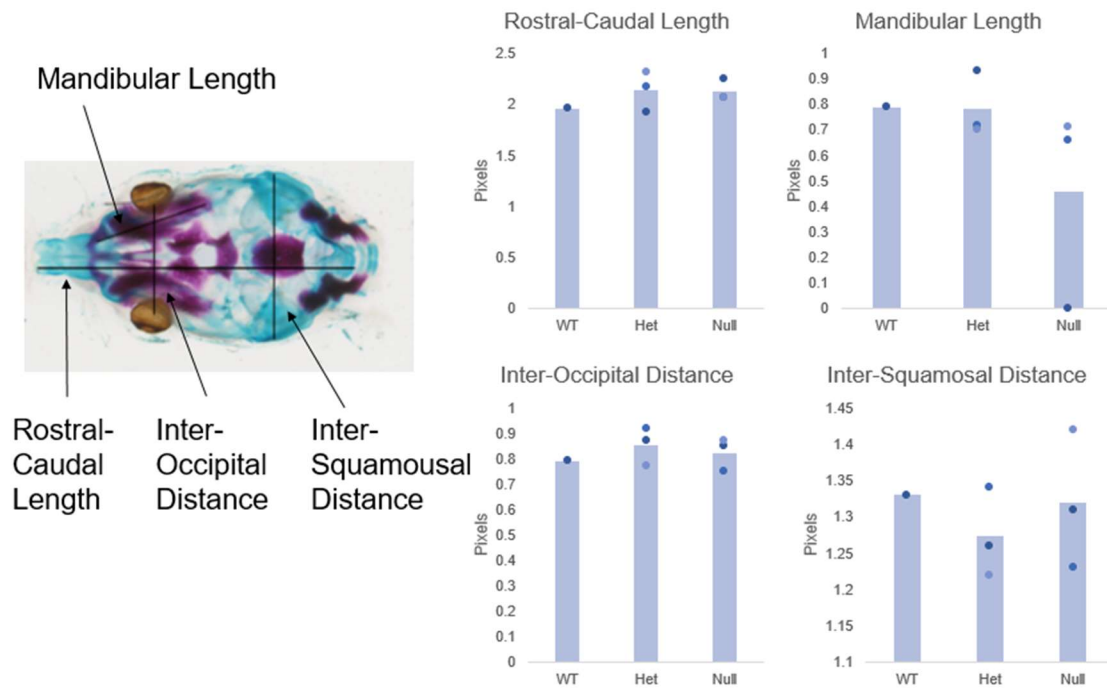 Mandibular Length
Rostral-
Caudal
Length
Inter-
Occipital
Distance
Inter-
Squamousal
Distance
Rostral-Caudal Length
2.5
2
1.5
1
0.5
0
Pixels
WT Het Null
Mandibular Length
1
0.9
0.8
0.7
0.6
0.5
0.4
0.3
0.2
0.1
0
Pixels
WT Het Null
Inter-Occipital Distance
1
0.9
0.8
0.7
0.6
0.5
0.4
0.3
0.2
0.1
0
Pixels
WT Het Null
Inter-Squamosal Distance
1.45
1.4
1.35
1.3
1.25
1.2
1.15
1.1
Pixels
WT Het Null